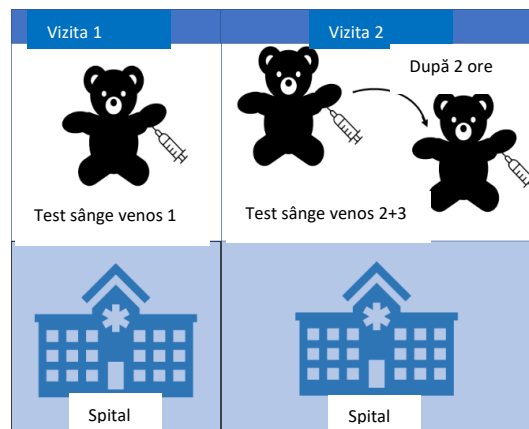 Vizita 1
Vizita 2
După 2 ore
Test sânge venos 1
Test sânge venos 2+3
Spital
Spital